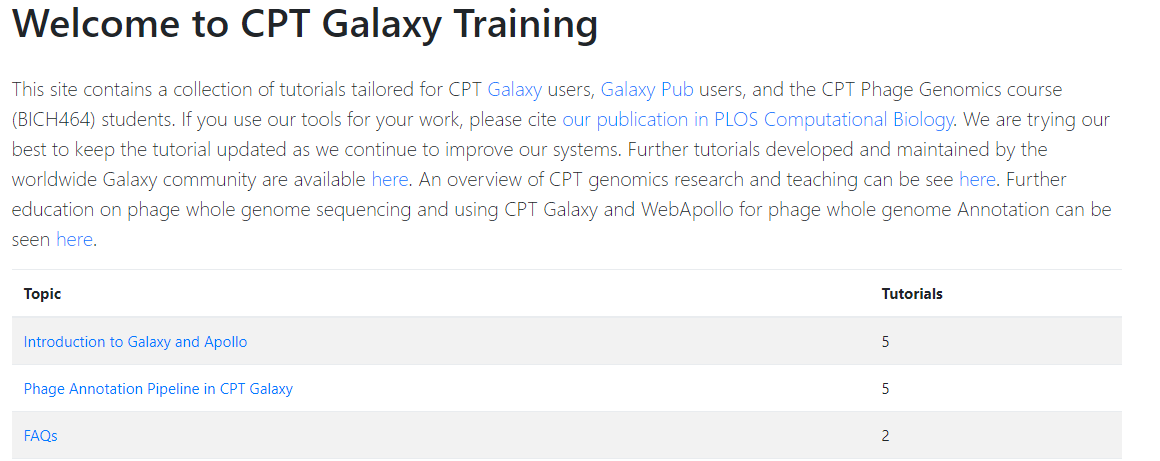 Welcome to CPT Galaxy Training
This site contains a collection of tutorials tailored for CPT Galaxy users, Galaxy Pub users, and the CPT Phage Genomics course
(BICH464) students. If you use our tools for your work, please cite our publication in PLOS Computational Biology. We are trying our
best to keep the tutorial updated as we continue to improve our systems. Further tutorials developed and maintained by the
worldwide Galaxy community are available here. An overview of CPT genomics research and teaching can be see here. Further
education on phage whole genome sequencing and using CPT Galaxy and WebApollo for phage whole genome Annotation can be
seen here.
Topic Tutorials
Introduction to Galaxy and Apollo 5
Phage Annotation Pipeline in CPT Galaxy 5
FAQs 2